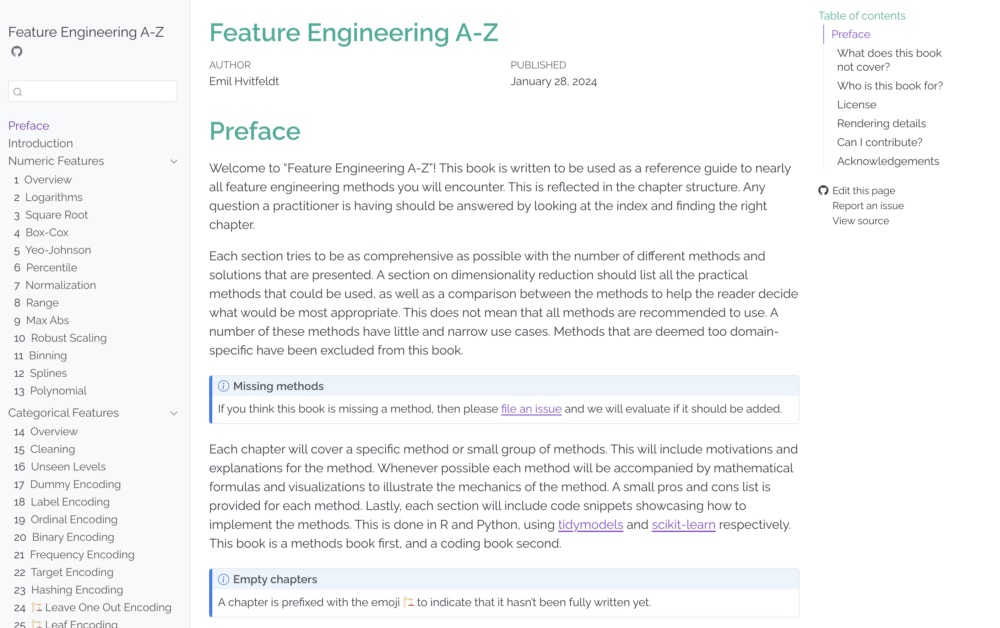 Feature Engineering A-Z
Preface
Introduction
Numeric Features
1 Overview
2 Logarithms
3 Square Root
4 Box-Cox
5 Yeo-Johnson
6 Percentile
7 Normalization
8 Range
9 Max Abs
10 Robust Scaling
11 Binning
12 Splines
13 Polynomial
Categorical Features
14 Overview
15 Cleaning
16 Unseen Levels
17 Dummy Encoding
18 Label Encoding
19 Ordinal Encoding
20 Binary Encoding
21 Frequency Encoding
22 Target Encoding
23 Hashing Encoding
24 🏗️ Leave One Out Encoding
25 🏗️ Leaf Encoding
Feature Engineering A-Z
AUTHOR
Emil Hvitfeldt
PUBLISHED
January 28, 2024
Preface
Welcome to “Feature Engineering A-Z”! This book is written to be used as a reference guide to nearly
all feature engineering methods you will encounter. This is reflected in the chapter structure. Any
question a practitioner is having should be answered by looking at the index and finding the right
chapter.
Each section tries to be as comprehensive as possible with the number of different methods and
solutions that are presented. A section on dimensionality reduction should list all the practical
methods that could be used, as well as a comparison between the methods to help the reader decide
what would be most appropriate. This does not mean that all methods are recommended to use. A
number of these methods have little and narrow use cases. Methods that are deemed too domain-
specific have been excluded from this book.
Missing methods
If you think this book is missing a method, then please file an issue and we will evaluate if it should be added.
Each chapter will cover a specific method or small group of methods. This will include motivations and
explanations for the method. Whenever possible each method will be accompanied by mathematical
formulas and visualizations to illustrate the mechanics of the method. A small pros and cons list is
provided for each method. Lastly, each section will include code snippets showcasing how to
implement the methods. This is done in R and Python, using tidymodels and scikit-learn respectively.
This book is a methods book first, and a coding book second.
Empty chapters
A chapter is prefixed with the emoji 🏗️ to indicate that it hasn’t been fully written yet.
Table of contents
Preface
What does this book
not cover?
Who is this book for?
License
Rendering details
Can I contribute?
Acknowledgements
Edit this page
Report an issue
View source